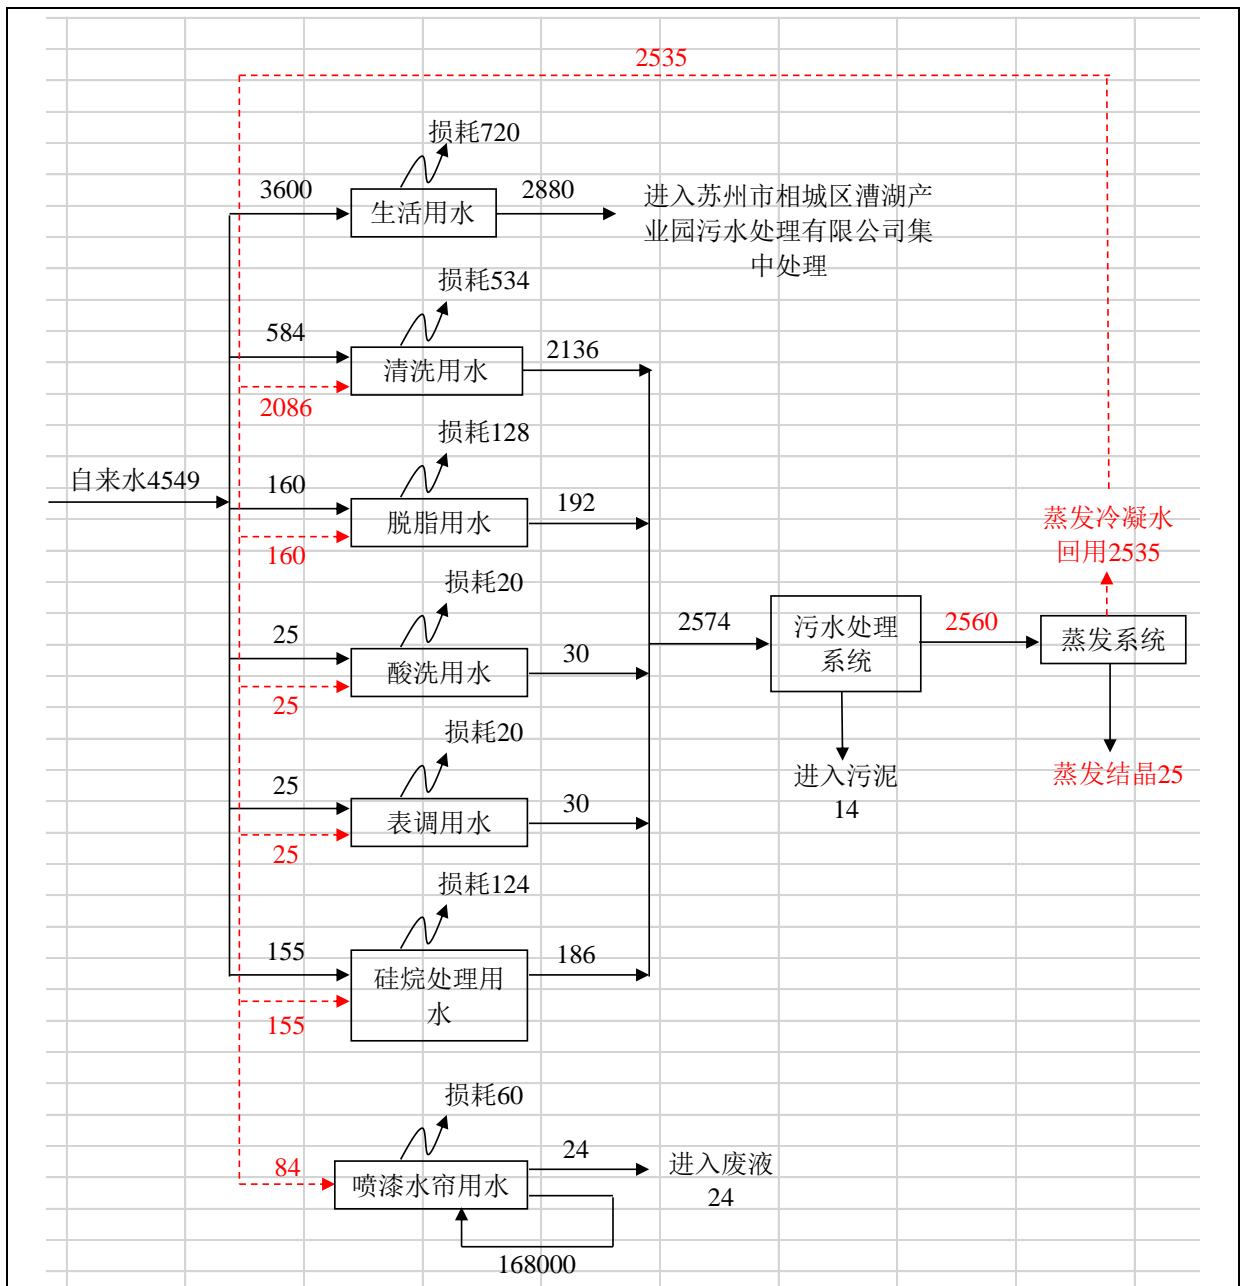 2535
损耗720
3600
生活用水
2880
进入苏州市相城区漕湖产
业园污水处理有限公司集
中处理
损耗534
584
清洗用水
2136
2086
损耗128
自来水4549
160
脱脂用水
192
160
蒸发冷凝水
回用2535
损耗20
25
酸洗用水
30
25
2574
污水处理
系统
2560
蒸发系统
损耗20
进入污泥
14
蒸发结晶25
25
表调用水
30
25
损耗124
155
硅烷处理用
水
186
155
损耗60
84
喷漆水帘用水
24
进入废液
24
168000